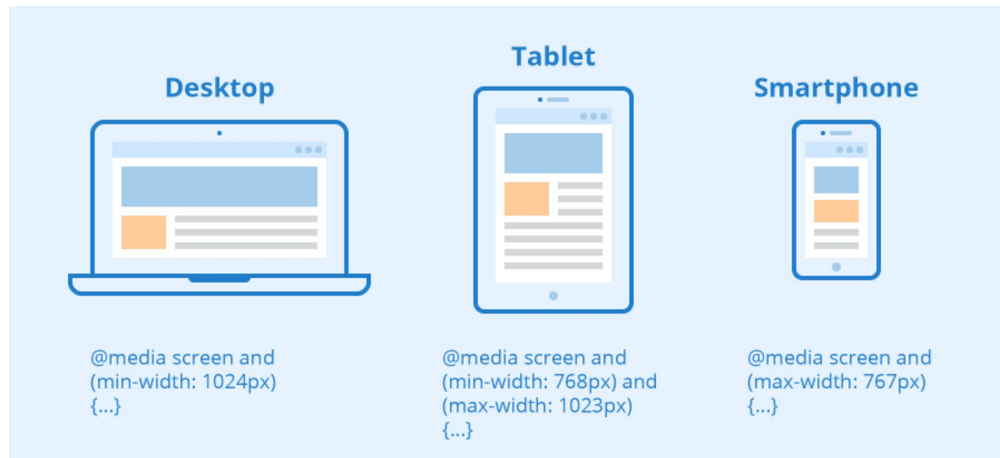 Desktop
@media screen and
(min-width: 1024px)
{...}
Tablet
@media screen and
(min-width: 768px) and
(max-width: 1023px)
{...}
Smartphone
@media screen and
(max-width: 767px)
{...}